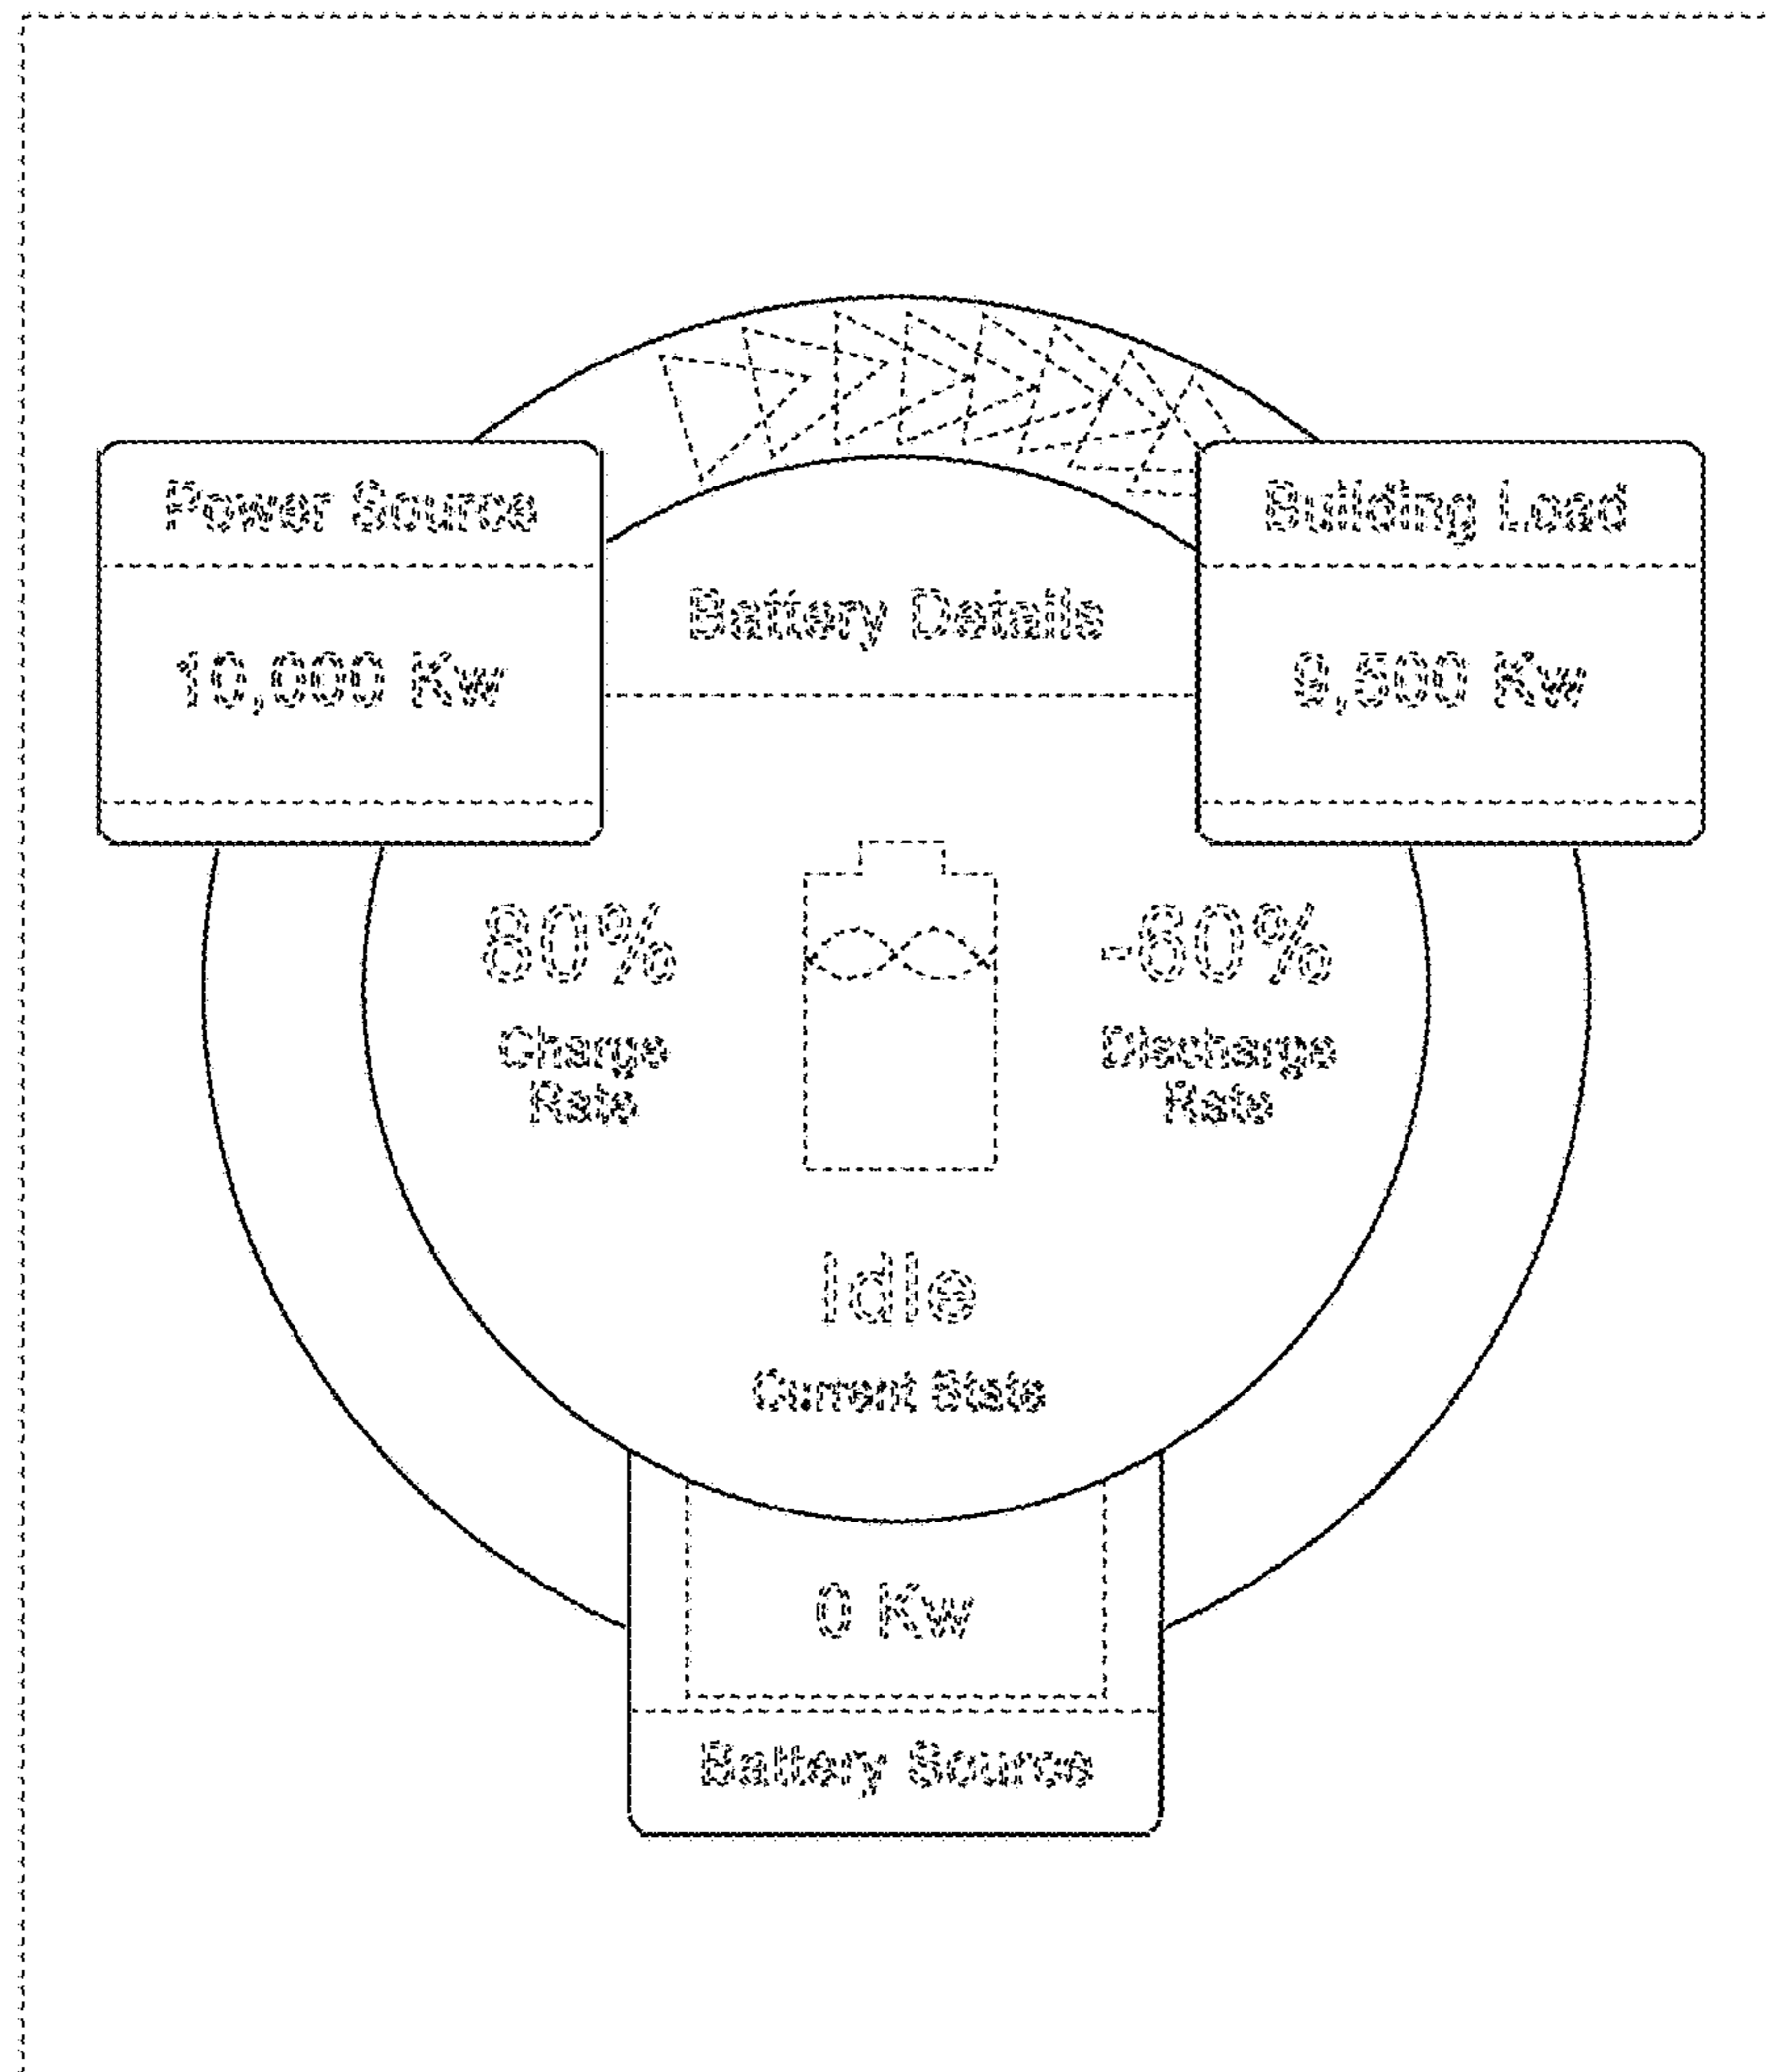 Power Source
10,000 Kw
Building Load
9,500 Kw
Battery Details
80%
Charge
Rate
-60%
Discharge
Rate
Idle
Current State
0 Kw
Battery Source